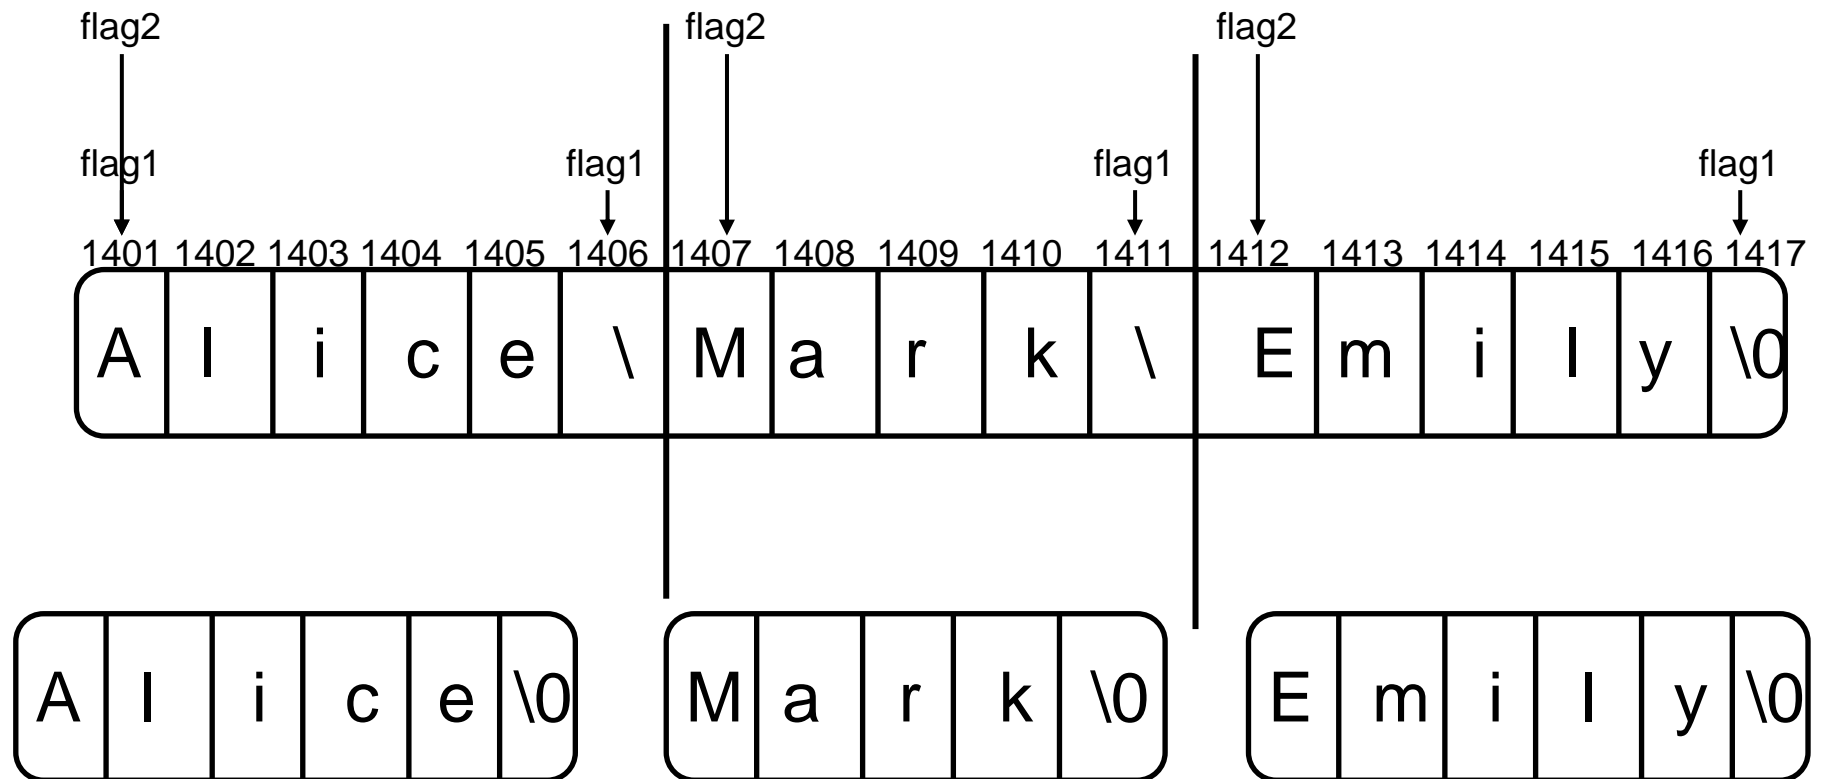 flag2 flag2 flag2
flag1 flag1 flag1 flag1
1401 1402 1403 1404 1405 1406 1407 1408 1409 1410 1411 1412 1413 1414 1415 1416 1417
A l i c e \ M a r k \ E m i l y \0
A l i c e \0 M a r k \0 E m i l y \0